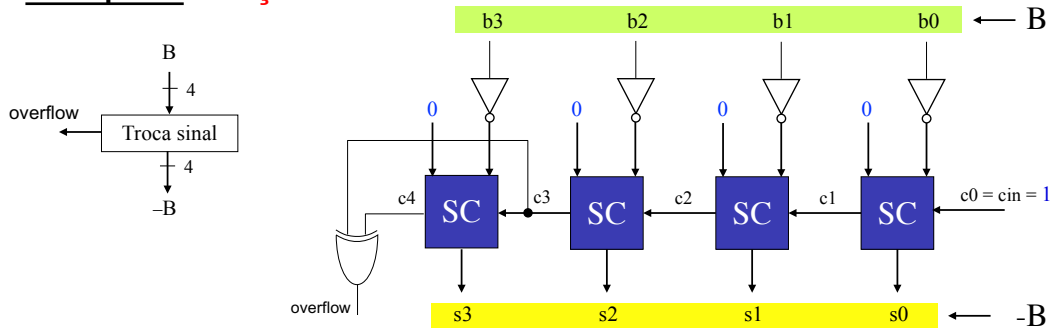 b3 b2 b1 b0 B
B
4
overflow
Troca sinal
4
–B
0 0 0 0
c4 SC c3 SC c2 SC c1 SC c0 = cin = 1
overflow
s3 s2 s1 s0 -B